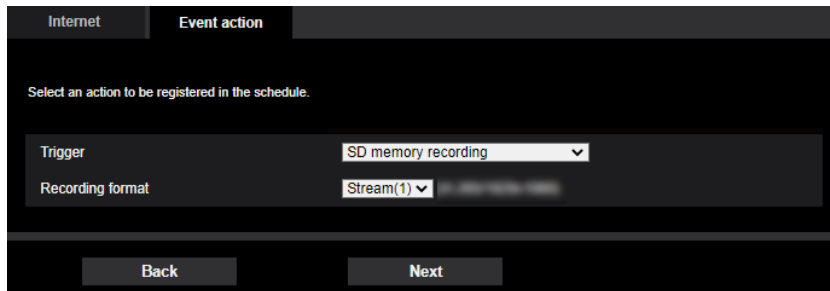 Internet Event action
Select an action to be registered in the schedule.
Trigger SD memory recording
Recording format Stream(1)
Back Next